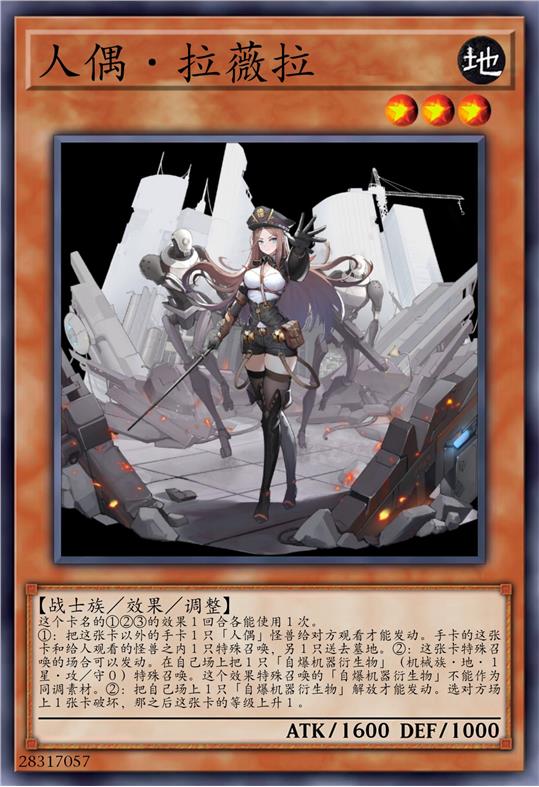 人偶·拉薇拉
地
【战士族／效果／调整】
这个卡名的①②③的效果1回合各能使用1次。
①：把这张卡以外的手卡1只「人偶」怪兽给对方观看才能发动。手卡的这张
卡和给人观看的怪兽之内1只特殊召唤，另1只送去墓地。②：这张卡特殊召
唤的场合可以发动。在自己场上把1只「自爆机器衍生物」（机械族·地·1
星·攻／守0）特殊召唤。这个效果特殊召唤的「自爆机器衍生物」不能作为
同调素材。②：把自己场上1只「自爆机器衍生物」解放才能发动。选对方场
上1张卡破坏，那之后这张卡的等级上升1。
ATK/1600 DEF/1000
28317057